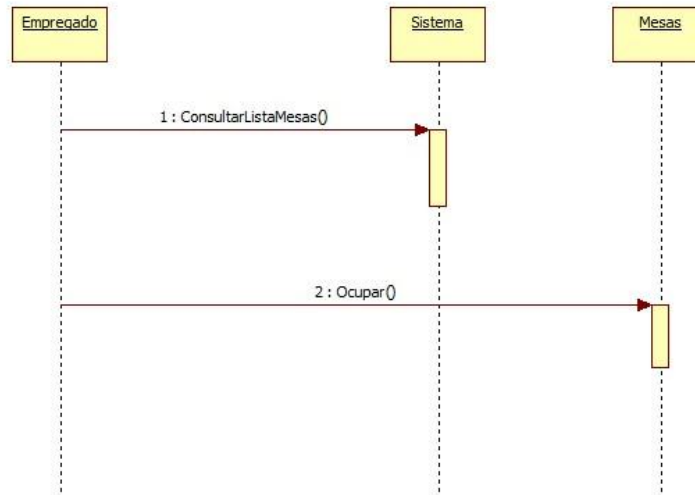 Empregado
Sistema
Mesas
1 : ConsultarListaMesas()
2 : Ocupar()